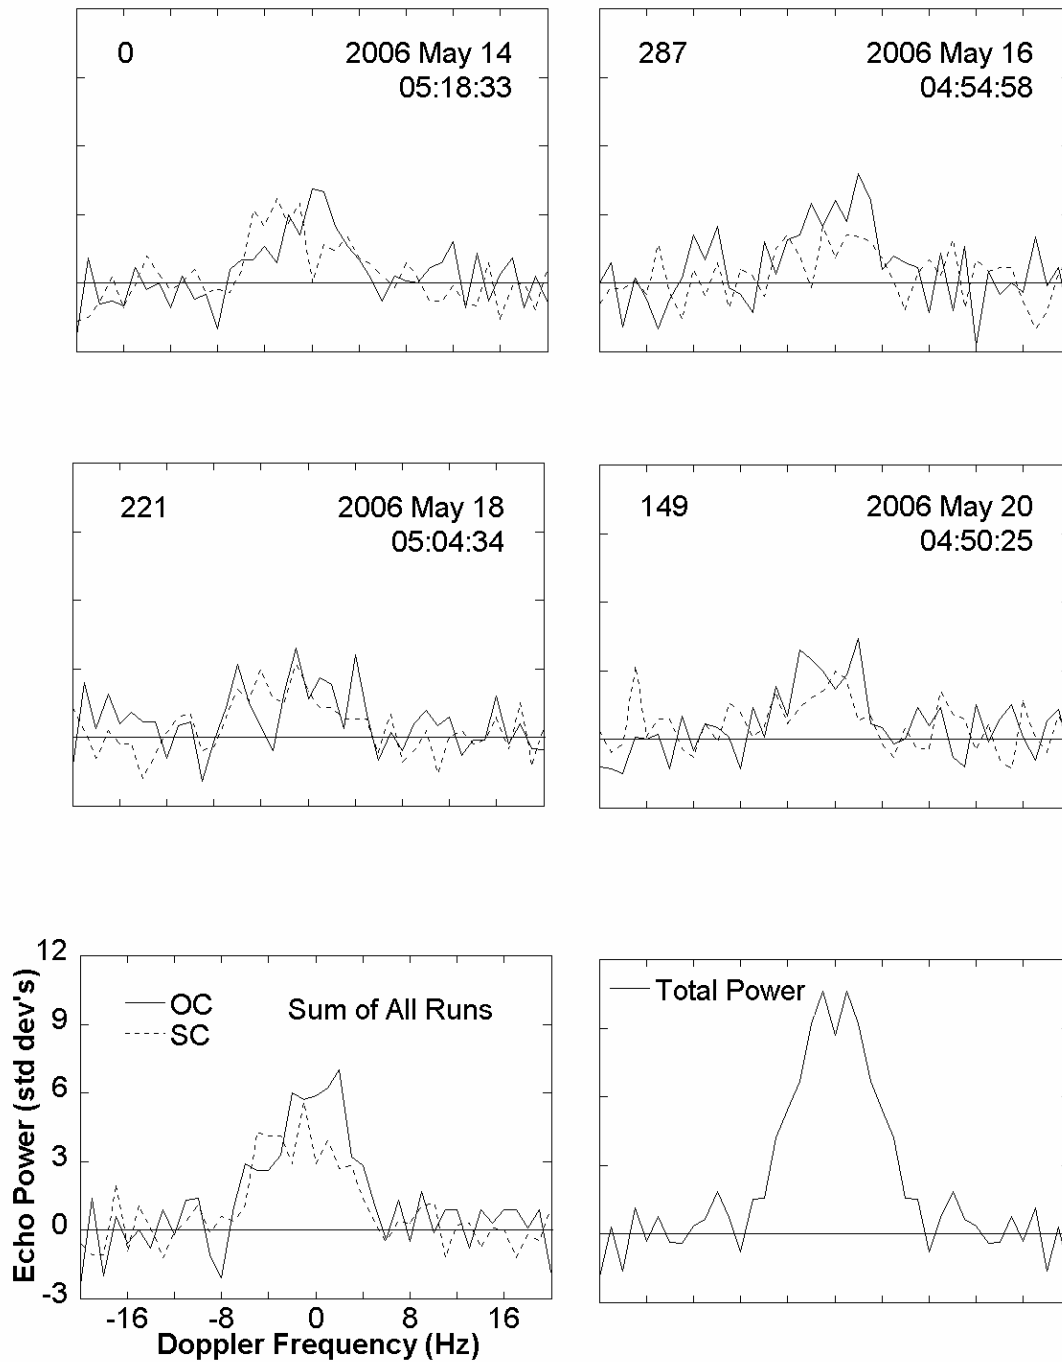 0
2006 May 14
05:18:33
287
2006 May 16
04:54:58
221
2006 May 18
05:04:34
149
2006 May 20
04:50:25
Echo Power (std dev's)
12
9
6
3
0
-3
OC
SC
Sum of All Runs
-16 -8 0 8 16
Doppler Frequency (Hz)
Total Power